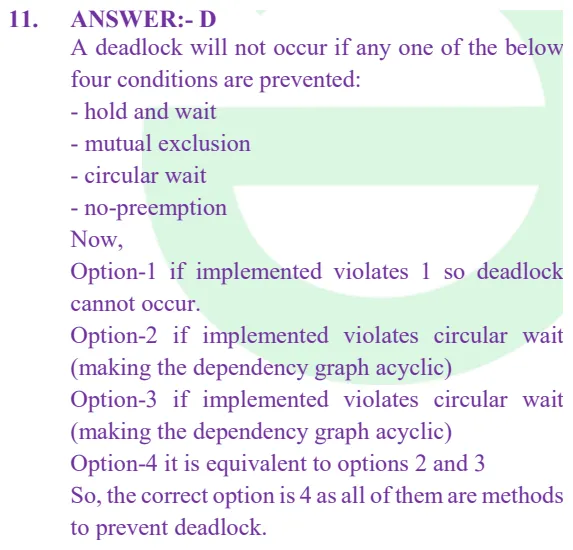 11. ANSWER:- D
A deadlock will not occur if any one of the below
four conditions are prevented:
- hold and wait
- mutual exclusion
- circular wait
- no-preemption
Now,
Option-1 if implemented violates 1 so deadlock
cannot occur.
Option-2 if implemented violates circular wait
(making the dependency graph acyclic)
Option-3 if implemented violates circular wait
(making the dependency graph acyclic)
Option-4 it is equivalent to options 2 and 3
So, the correct option is 4 as all of them are methods
to prevent deadlock.